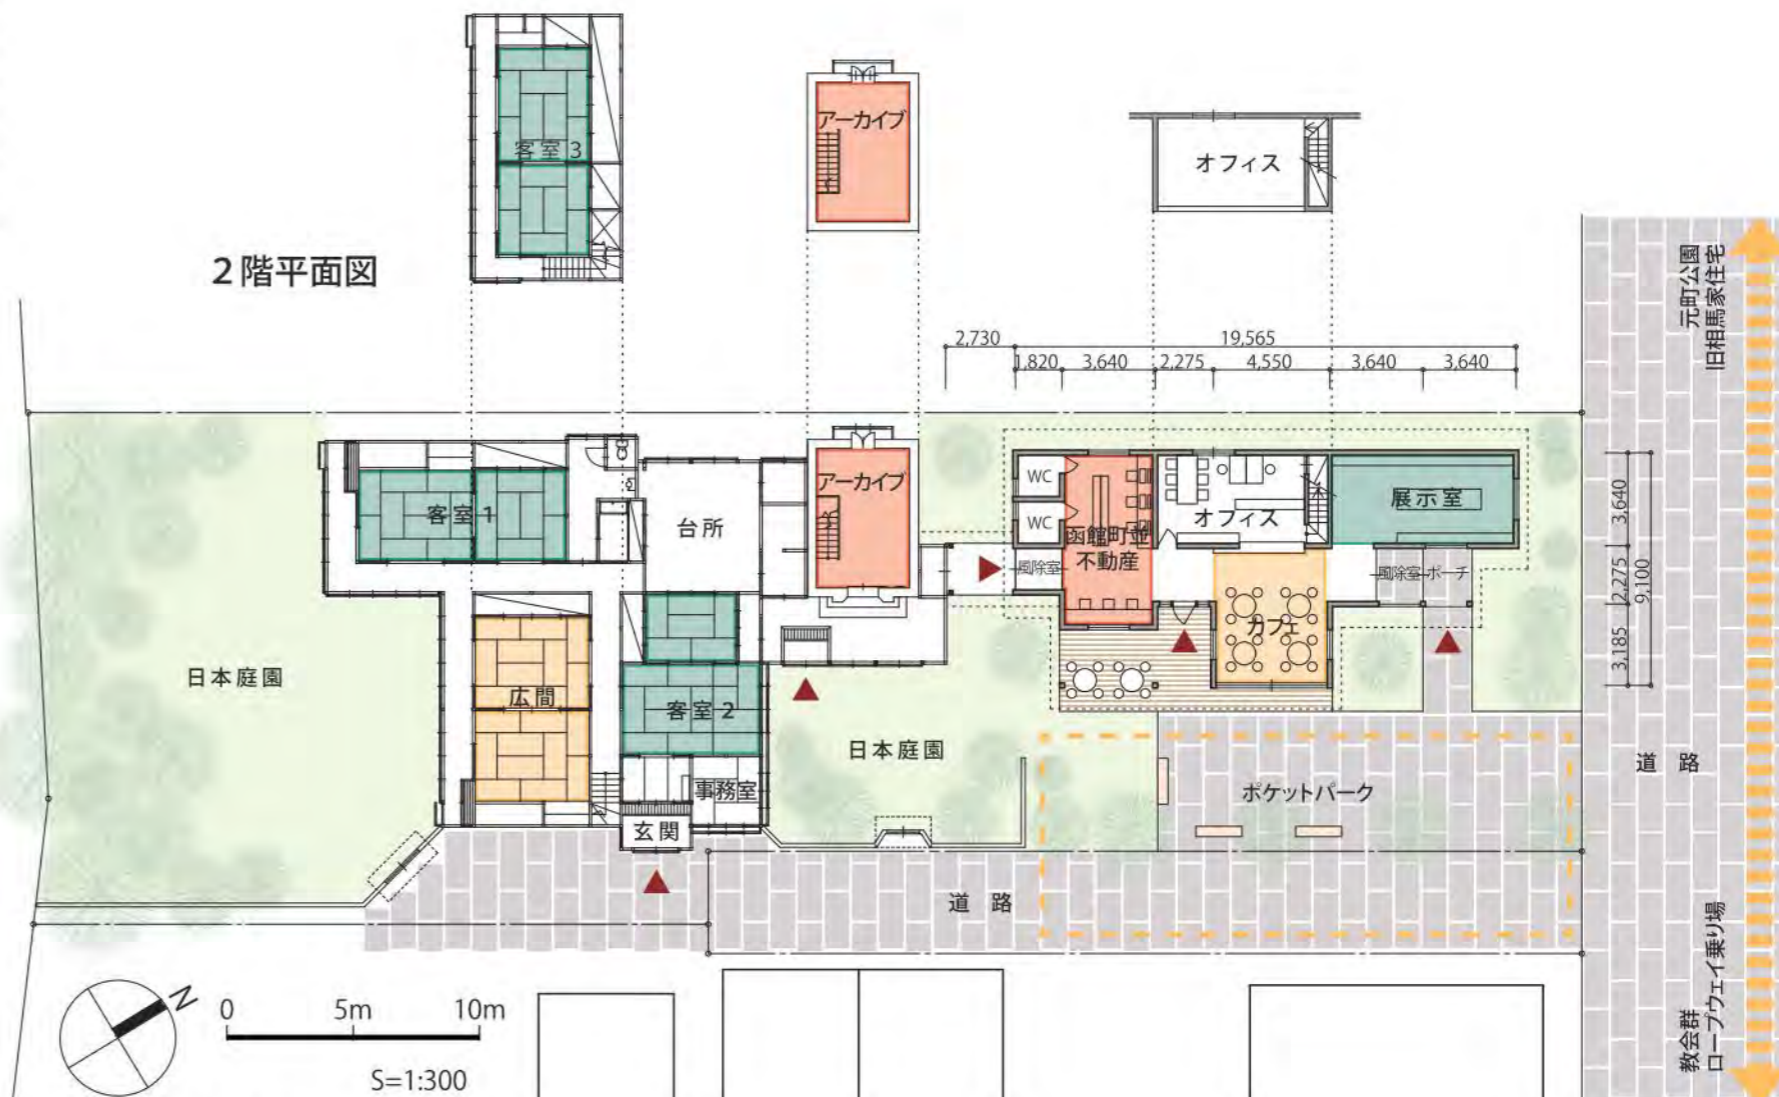 客室3
アーカイブ
オフィス
2階平面図
元町公園
旧相馬家住宅
2,730
19,565
1,820
3,640
2,275
4,550
3,640
3,640
客室1
台所
アーカイブ
WC
WC
風除室
函館町並
不動産
オフィス
展示室
風除室
ポーチ
カフェ
3,640
2,275
3,185
9,100
日本庭園
広間
客室2
事務室
玄関
日本庭園
ポケットパーク
道路
道路
教会群
ロープウェイ乗り場
N
0
5m
10m
S=1:300